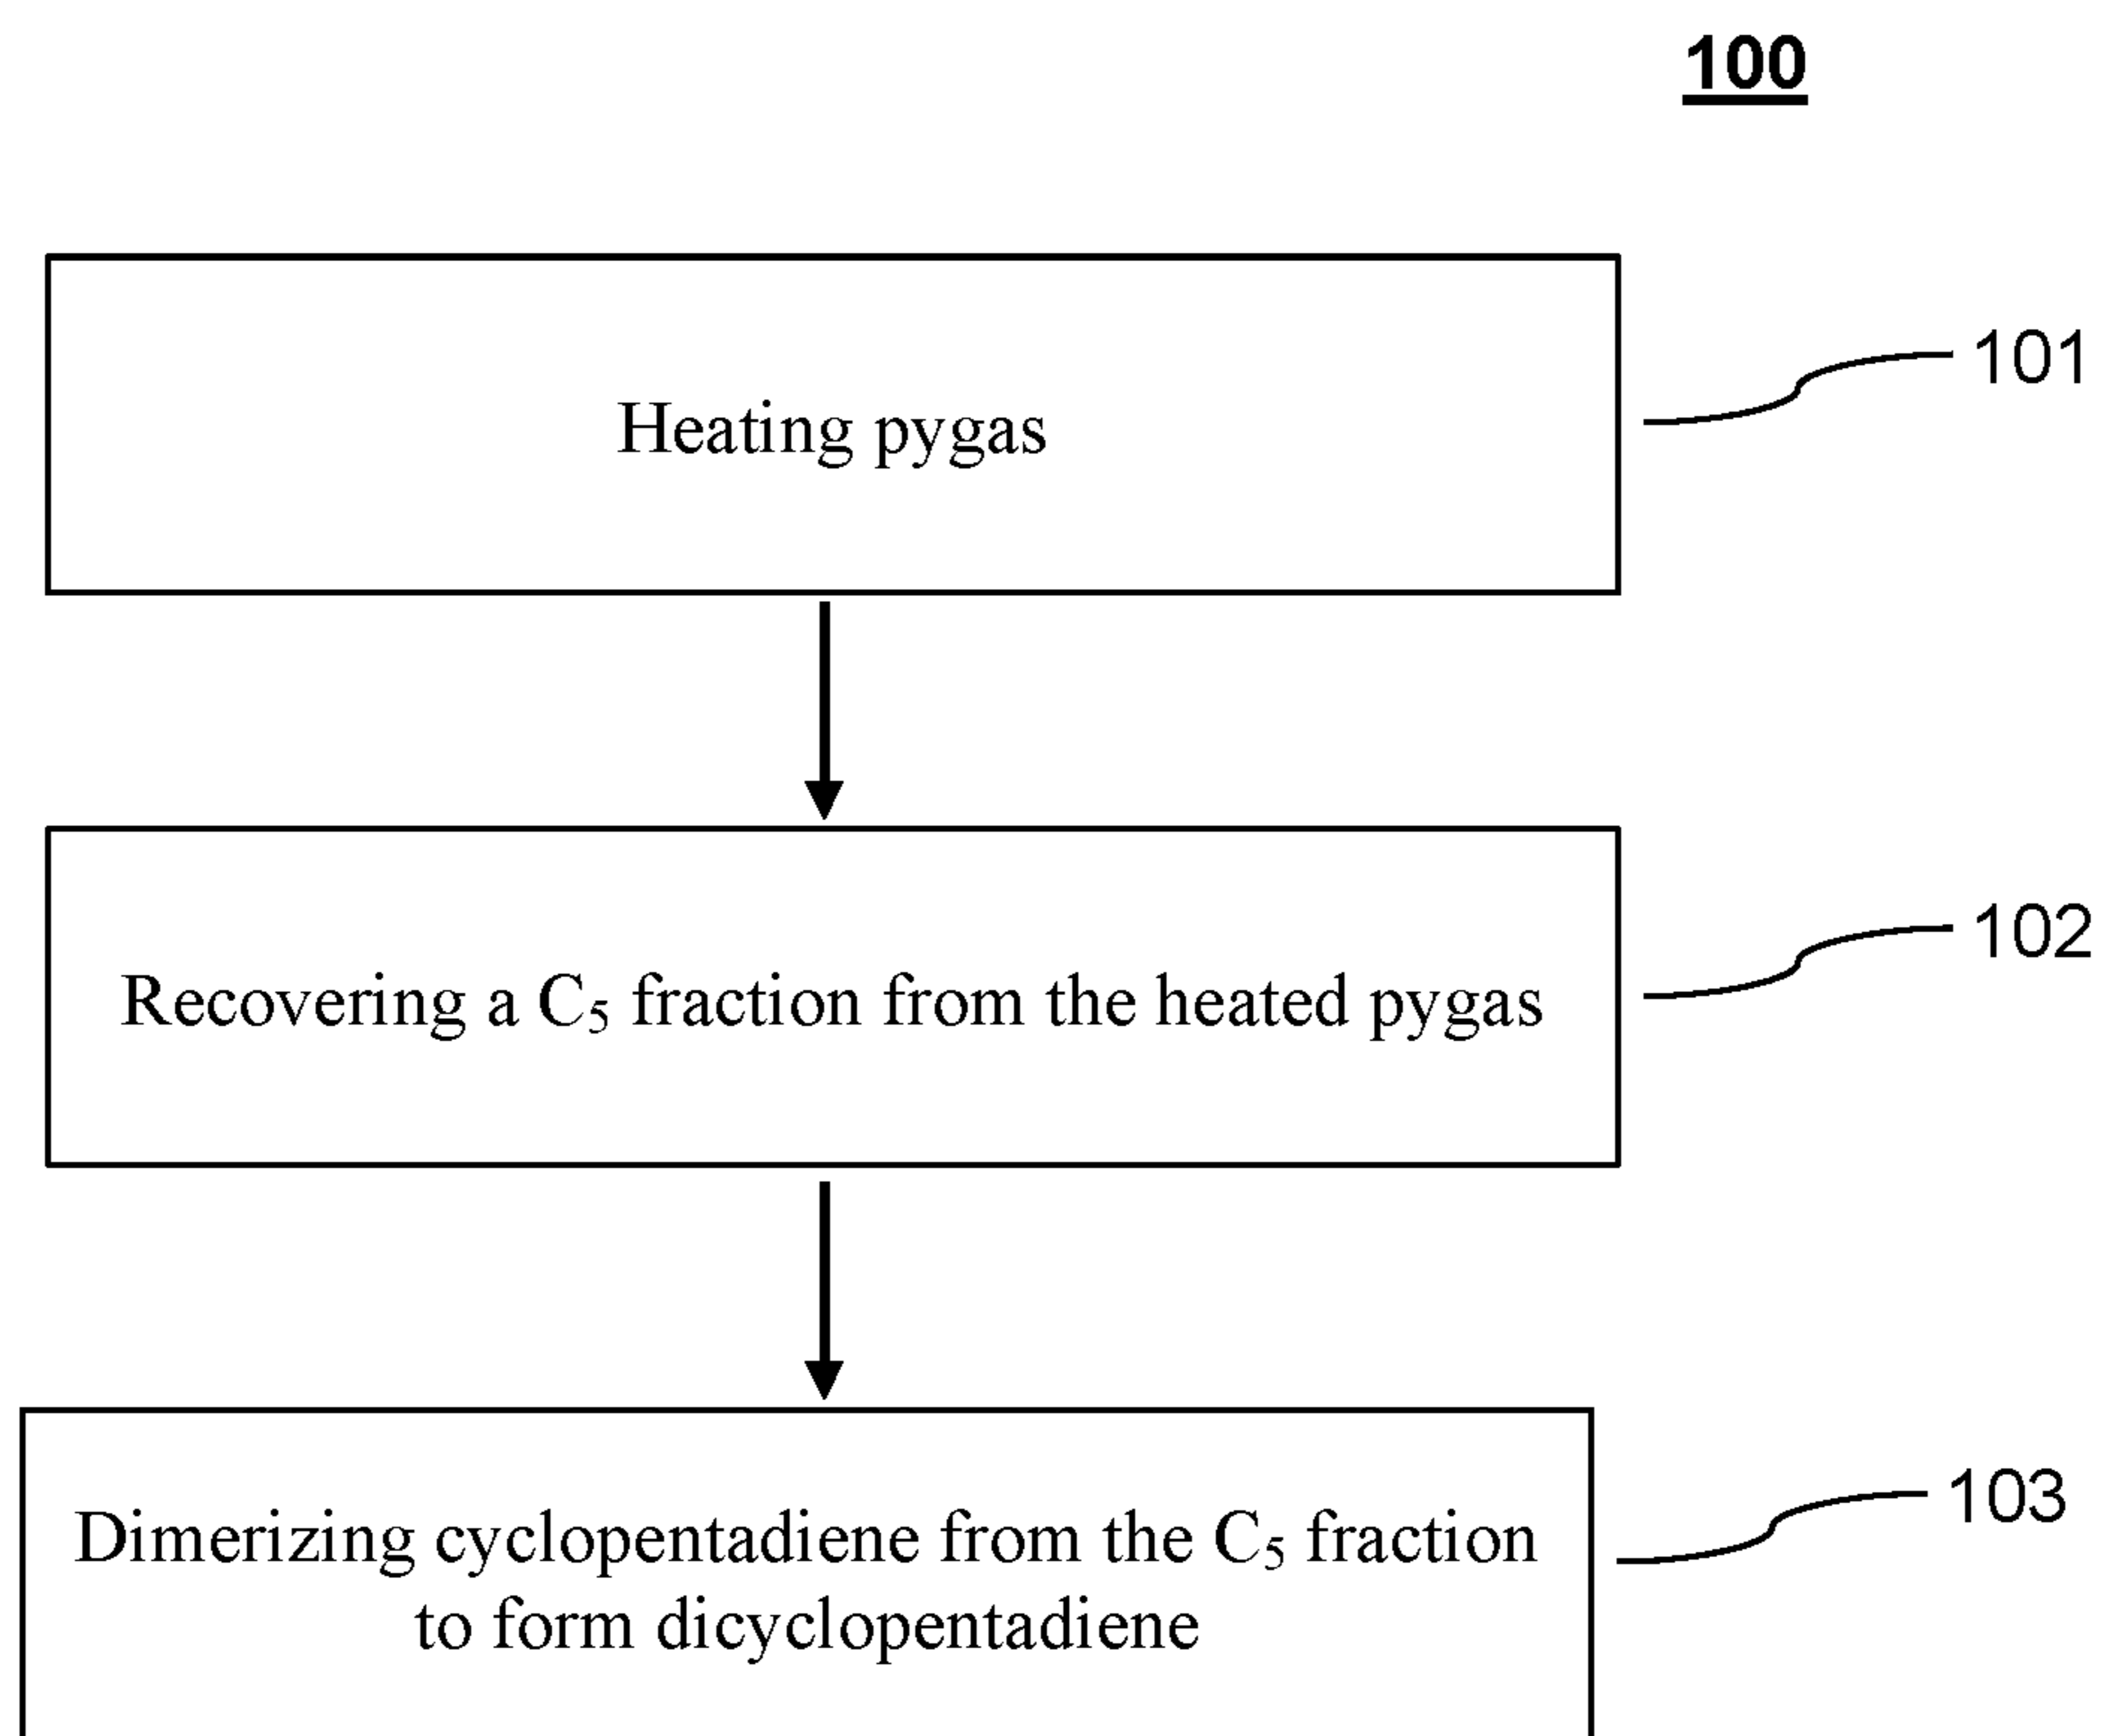 100
Heating pygas
101
Recovering a C₅ fraction from the heated pygas
102
Dimerizing cyclopentadiene from the C₅ fraction
to form dicyclopentadiene
103